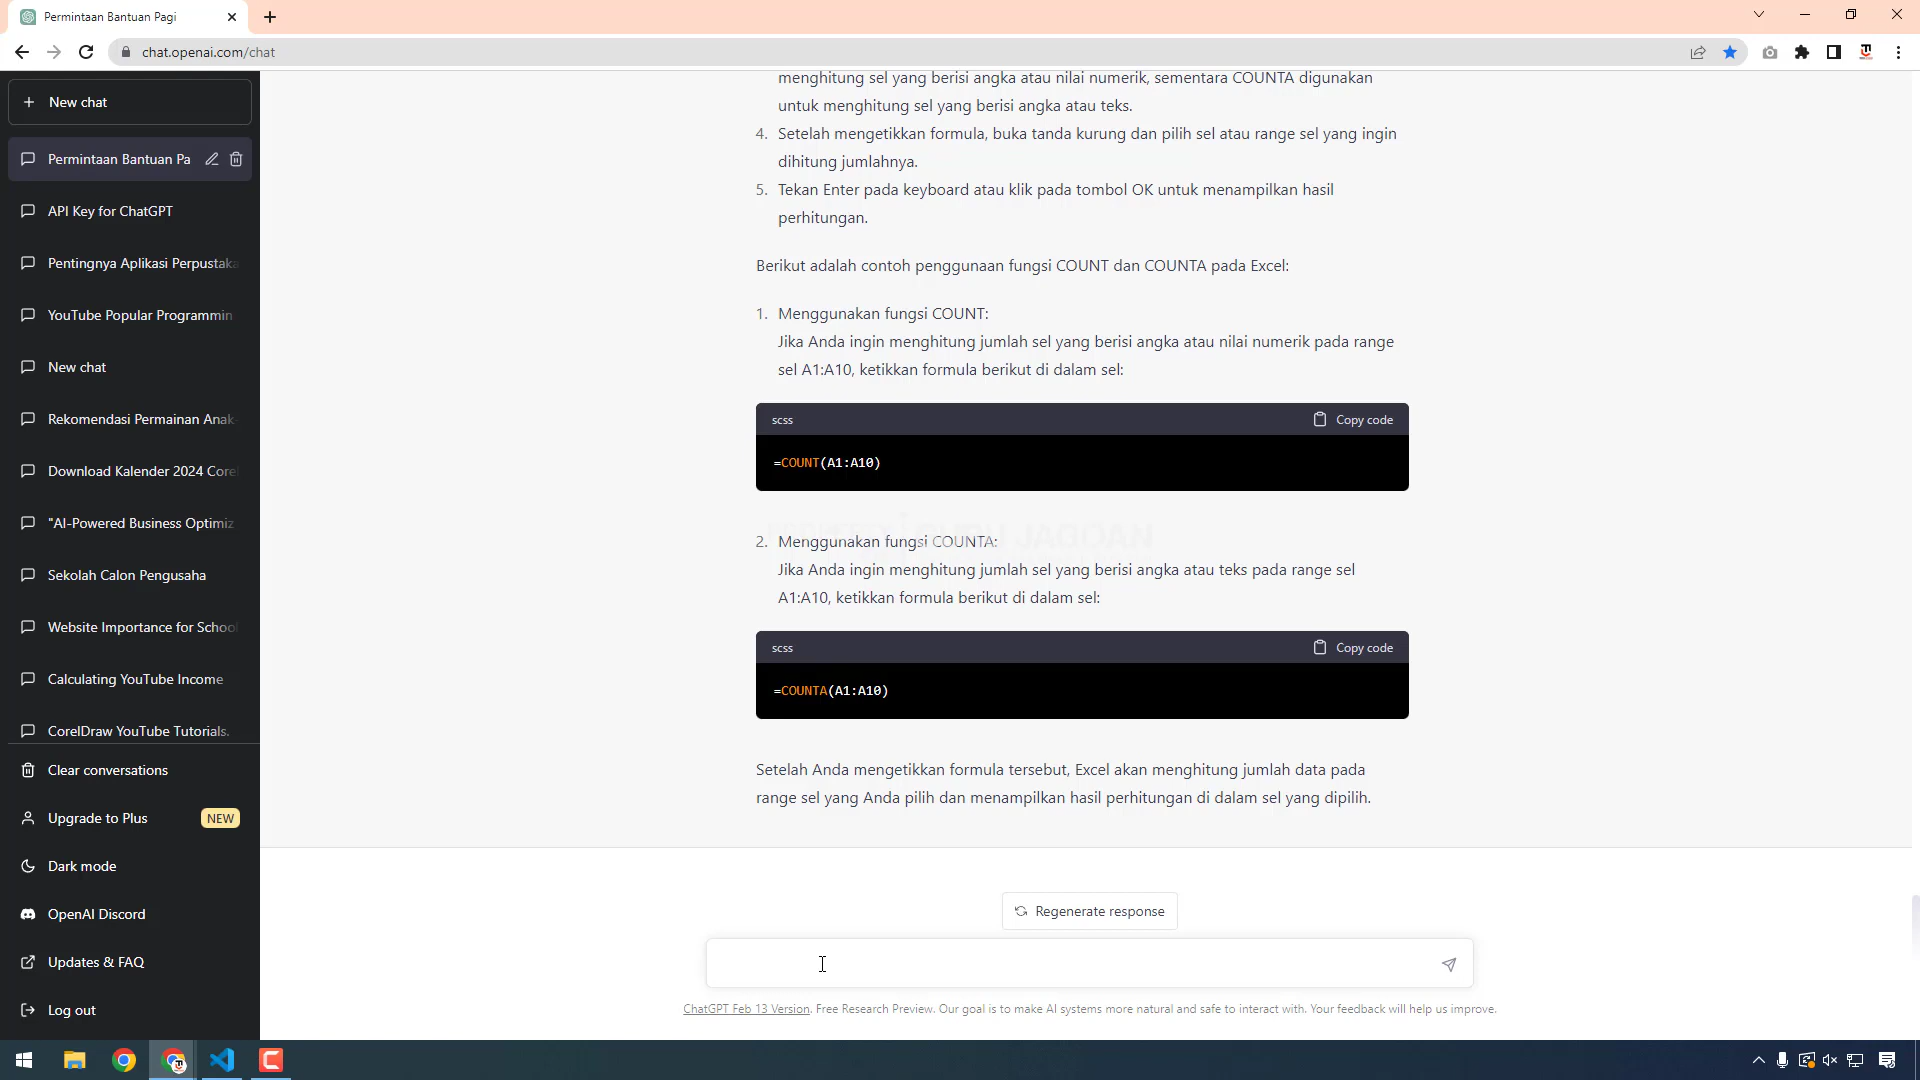 Permintaan Bantuan Pagi
chat.openai.com/chat
New chat
Permintaan Bantuan Pa
API Key for ChatGPT
Pentingnya Aplikasi Perpustaka
YouTube Popular Programmin
New chat
Rekomendasi Permainan Anak
Download Kalender 2024 Core
"AI-Powered Business Optimiz
Sekolah Calon Pengusaha
Website Importance for Schoo
Calculating YouTube Income
CorelDraw YouTube Tutorials.
Clear conversations
Upgrade to Plus NEW
Dark mode
OpenAI Discord
Updates & FAQ
Log out
menghitung sel yang berisi angka atau nilai numerik, sementara COUNTA digunakan
untuk menghitung sel yang berisi angka atau teks.
4. Setelah mengetikkan formula, buka tanda kurung dan pilih sel atau range sel yang ingin
dihitung jumlahnya.
5. Tekan Enter pada keyboard atau klik pada tombol OK untuk menampilkan hasil
perhitungan.
Berikut adalah contoh penggunaan fungsi COUNT dan COUNTA pada Excel:
1. Menggunakan fungsi COUNT:
Jika Anda ingin menghitung jumlah sel yang berisi angka atau nilai numerik pada range
sel A1:A10, ketikkan formula berikut di dalam sel:
scss Copy code
=COUNT(A1:A10)
2. Menggunakan fungsi COUNTA:
Jika Anda ingin menghitung jumlah sel yang berisi angka atau teks pada range sel
A1:A10, ketikkan formula berikut di dalam sel:
scss Copy code
=COUNTA(A1:A10)
Setelah Anda mengetikkan formula tersebut, Excel akan menghitung jumlah data pada
range sel yang Anda pilih dan menampilkan hasil perhitungan di dalam sel yang dipilih.
Regenerate response
ChatGPT Feb 13 Version. Free Research Preview. Our goal is to make AI systems more natural and safe to interact with. Your feedback will help us improve.